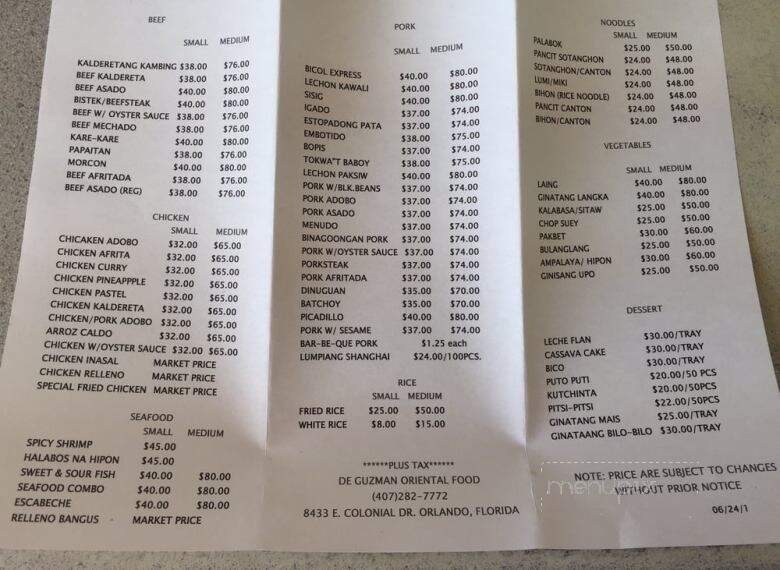 BEEF
SMALL MEDIUM
KALDERETANG KAMBING $38.00 $76.00
BEEF KALDERETA $38.00 $76.00
BEEF ASADO $40.00 $80.00
BISTEK/BEEFSTEAK $40.00 $80.00
BEEF W/ OYSTER SAUCE $38.00 $76.00
BEEF MECHADO $38.00 $76.00
KARE-KARE $40.00 $80.00
PAPAITAN $38.00 $76.00
MORCON $40.00 $80.00
BEEF AFRITADA $38.00 $76.00
BEEF ASADO (REG) $38.00 $76.00
CHICKEN
SMALL MEDIUM
CHICAKEN ADOBO $32.00 $65.00
CHICKEN AFRITA $32.00 $65.00
CHICKEN CURRY $32.00 $65.00
CHICKEN PINEAPPPLE $32.00 $65.00
CHICKEN PASTEL $32.00 $65.00
CHICKEN KALDERETA $32.00 $65.00
CHICKEN/PORK ADOBO $32.00 $65.00
ARROZ CALDO $32.00 $65.00
CHICKEN W/OYSTER SAUCE $32.00 $65.00
CHICKEN INASAL MARKET PRICE
CHICKEN RELLENO MARKET PRICE
SPECIAL FRIED CHICKEN MARKET PRICE
SEAFOOD
SMALL MEDIUM
SPICY SHRIMP $45.00
HALABOS NA HIPON $45.00
SWEET & SOUR FISH $40.00 $80.00
SEAFOOD COMBO $40.00 $80.00
ESCABECHE $40.00 $80.00
RELLENO BANGUS MARKET PRICE
PORK
SMALL MEDIUM
BICOL EXPRESS $40.00 $80.00
LECHON KAWALI $40.00 $80.00
SISIG $40.00 $80.00
IGADO $37.00 $74.00
ESTOPADONG PATA $37.00 $74.00
EMBOTIDO $38.00 $75.00
BOPIS $37.00 $74.00
TOKWA"T BABOY $38.00 $75.00
LECHON PAKSIW $40.00 $80.00
PORK W/BLK.BEANS $37.00 $74.00
PORK ADOBO $37.00 $74.00
PORK ASADO $37.00 $74.00
MENUDO $37.00 $74.00
BINAGOONGAN PORK $37.00 $74.00
PORK W/OYSTER SAUCE $37.00 $74.00
PORKSTEAK $37.00 $74.00
PORK AFRITADA $37.00 $74.00
DINUGUAN $35.00 $70.00
BATCHOY $35.00 $70.00
PICADILLO $40.00 $80.00
PORK W/ SESAME $37.00 $74.00
BAR-BE-QUE PORK $1.25 each
LUMPIANG SHANGHAI $24.00/100PCS.
RICE
SMALL MEDIUM
FRIED RICE $25.00 $50.00
WHITE RICE $8.00 $15.00
******PLUS TAX******
DE GUZMAN ORIENTAL FOOD
(407)282-7772
8433 E. COLONIAL DR. ORLANDO, FLORIDA
NOODLES
SMALL MEDIUM
PALABOK $25.00 $50.00
PANCIT SOTANGHON $24.00 $48.00
SOTANGHON/CANTON $24.00 $48.00
LUMI/MIKI $24.00 $48.00
BIHON (RICE NOODLE) $24.00 $48.00
PANCIT CANTON $24.00 $48.00
BIHON/CANTON $24.00 $48.00
VEGETABLES
SMALL MEDIUM
LAING $40.00 $80.00
GINATANG LANGKA $40.00 $80.00
KALABASA/SITAW $25.00 $50.00
CHOP SUEY $25.00 $50.00
PAKBET $30.00 $60.00
BULANGLANG $25.00 $50.00
AMPALAYA/ HIPON $30.00 $60.00
GINISANG UPO $25.00 $50.00
DESSERT
LECHE FLAN $30.00/TRAY
CASSAVA CAKE $30.00/TRAY
BICO $30.00/TRAY
PUTO PUTI $20.00/50 PCS
KUTCHINTA $20.00/50PCS
PITSI-PITSI $22.00/50PCS
GINATANG MAIS $25.00/TRAY
GINATAANG BILO-BILO $30.00/TRAY
NOTE: PRICE ARE SUBJECT TO CHANGES
WITHOUT PRIOR NOTICE
06/24/1